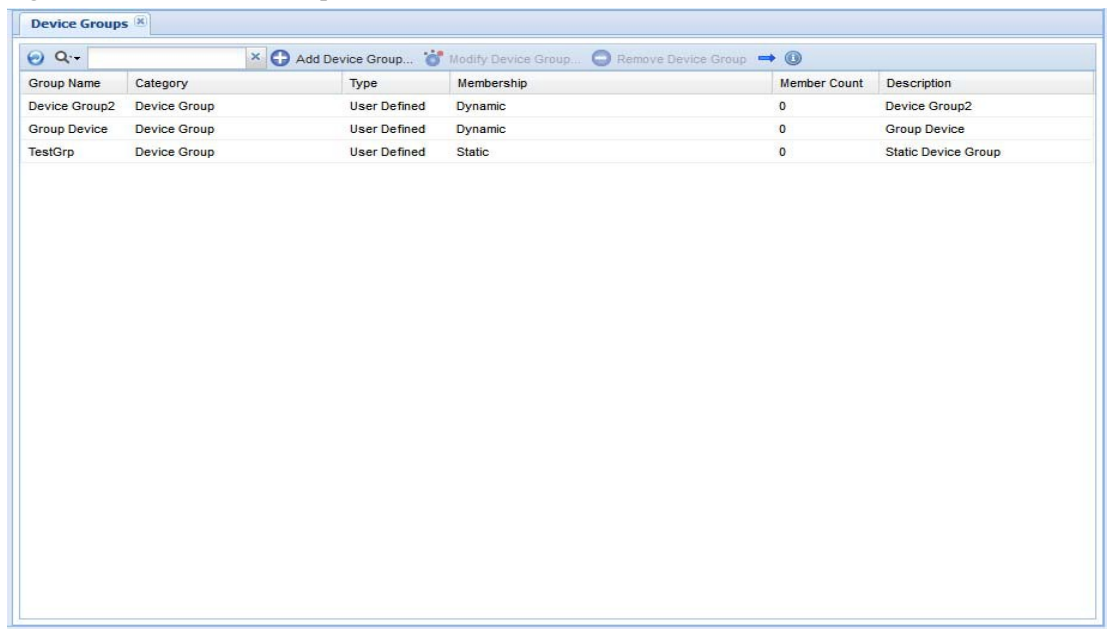 Device Groups
Add Device Group... Modify Device Group... Remove Device Group
Group Name Category Type Membership Member Count Description
Device Group2 Device Group User Defined Dynamic 0 Device Group2
Group Device Device Group User Defined Dynamic 0 Group Device
TestGrp Device Group User Defined Static 0 Static Device Group